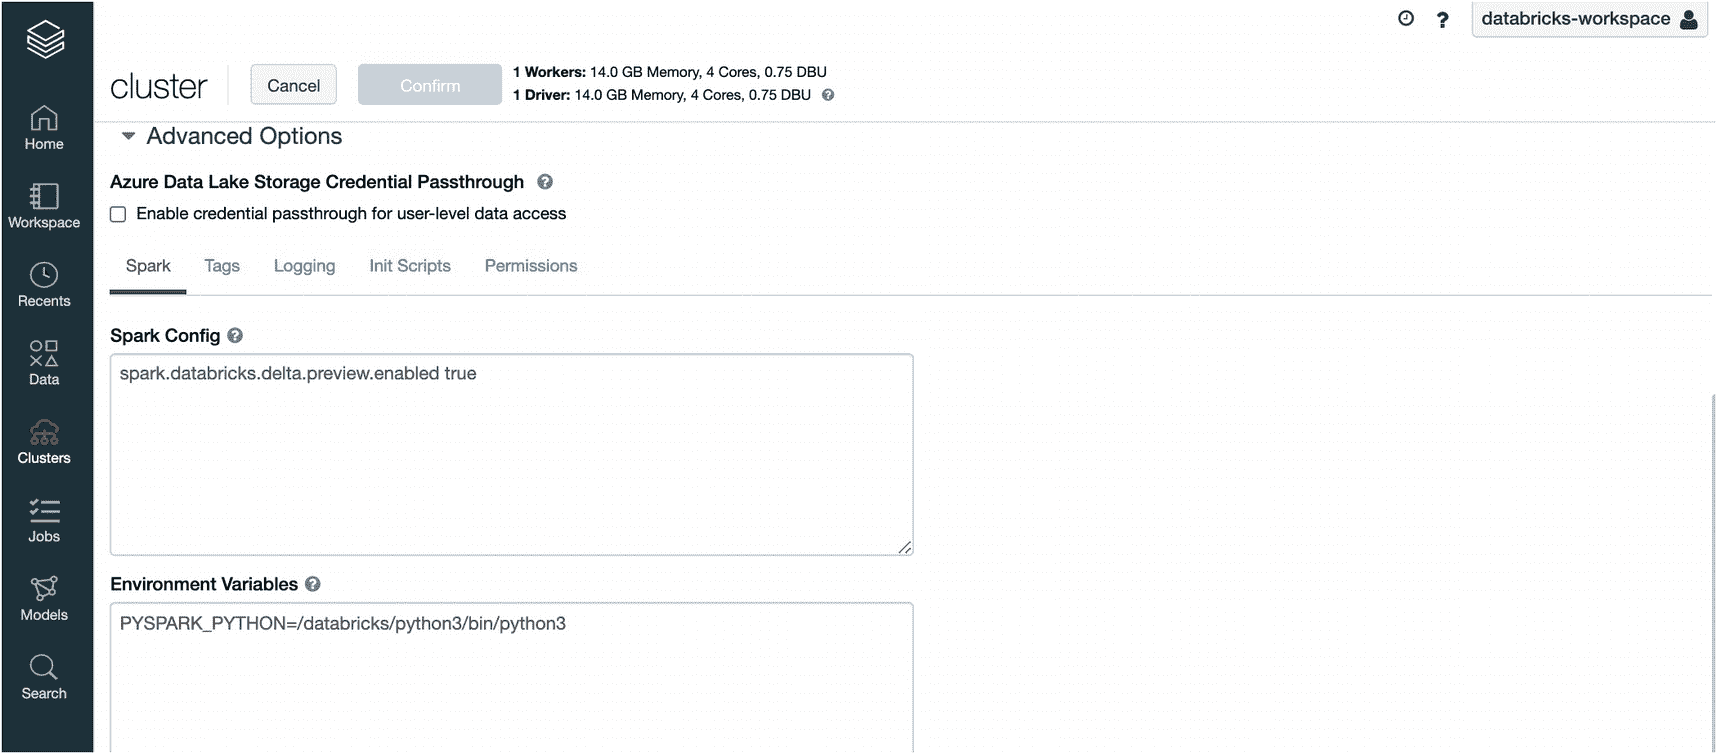 databricks-workspace
cluster
Cancel
Confirm
1 Workers: 14.0 GB Memory, 4 Cores, 0.75 DBU
1 Driver: 14.0 GB Memory, 4 Cores, 0.75 DBU
Advanced Options
Azure Data Lake Storage Credential Passthrough
Enable credential passthrough for user-level data access
Spark Tags Logging Init Scripts Permissions
Spark Config
spark.databricks.delta.preview.enabled true
Environment Variables
PYSPARK_PYTHON=/databricks/python3/bin/python3
Home
Workspace
Recents
Data
Clusters
Jobs
Models
Search